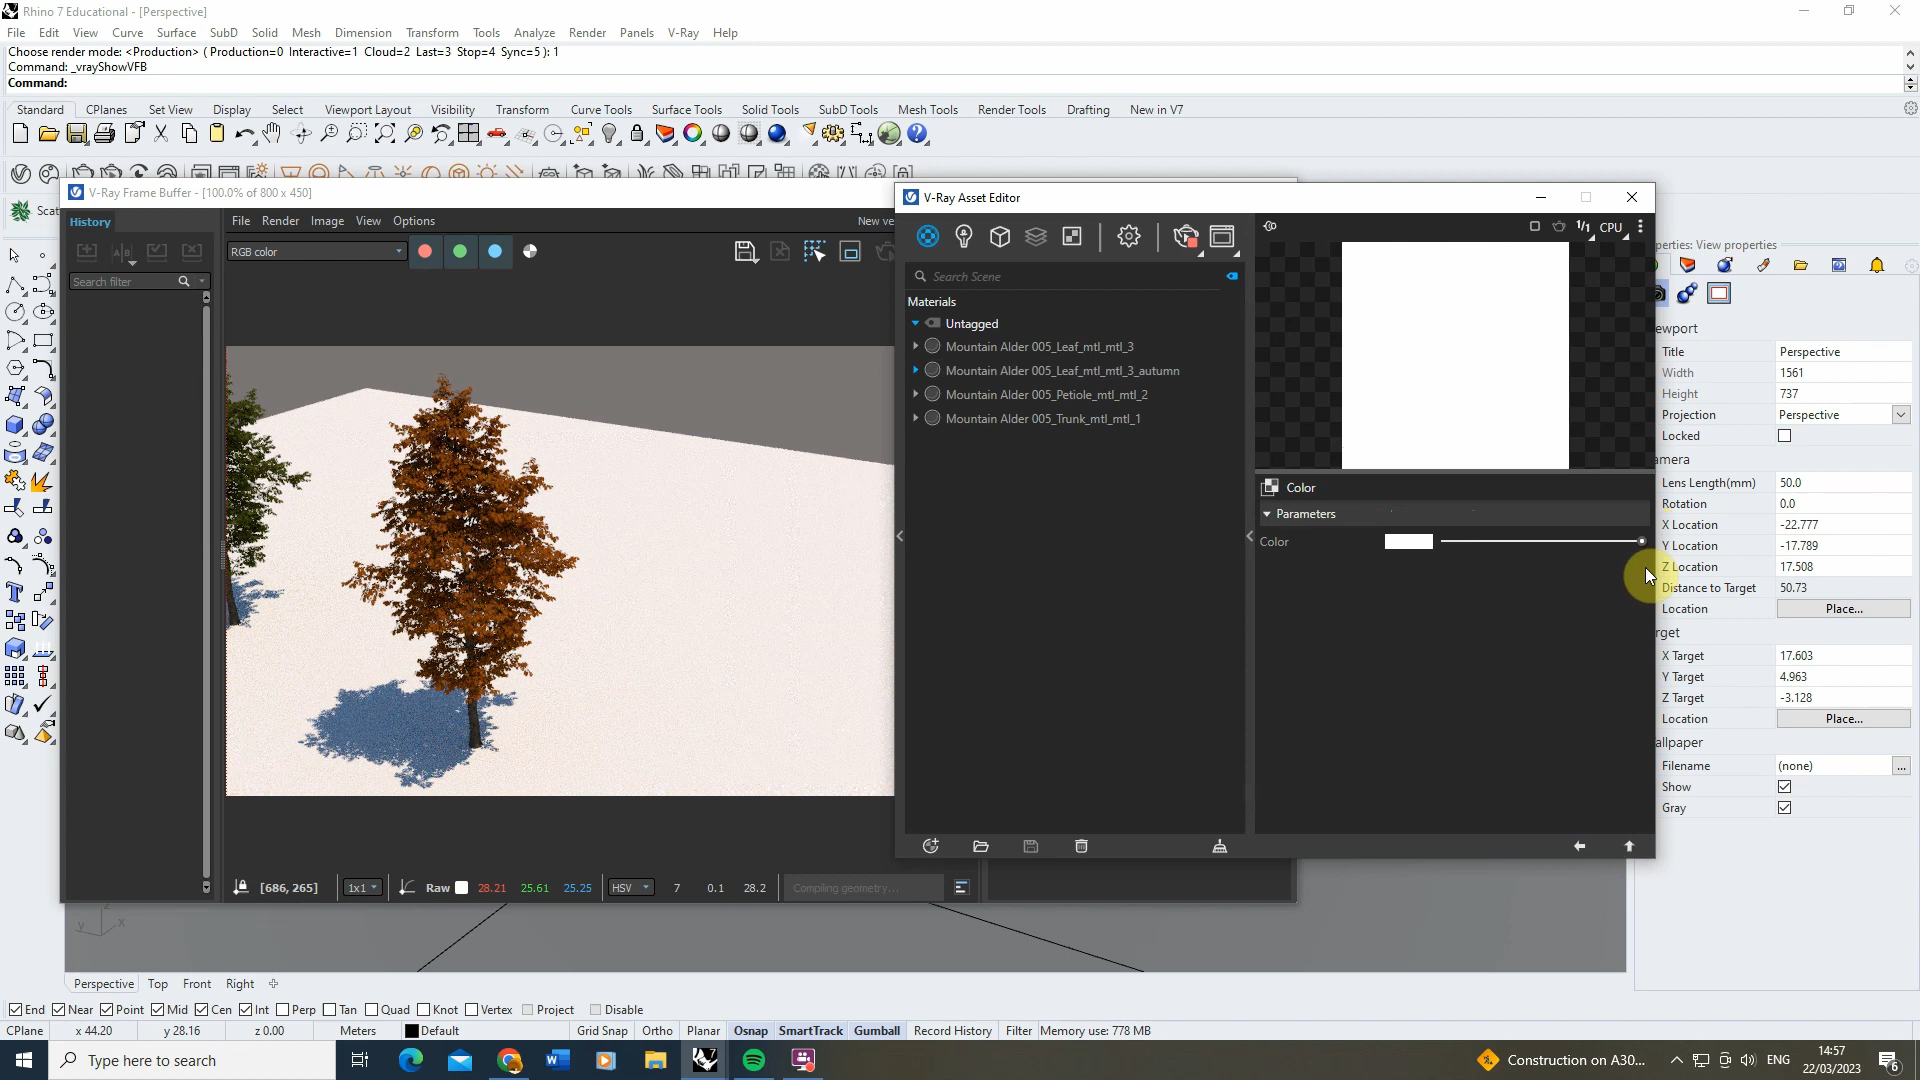 Rhino 7 Educational - [Perspective]
File Edit View Curve Surface SubD Solid Mesh Dimension Transform Tools Analyze Render Panels V-Ray Help
Choose render mode: <Production> ( Production=0 Interactive=1 Cloud=2 Last=3 Stop=4 Sync=5 ): 1
Command: _vrayShowVFB
Command:
Standard CPlanes Set View Display Select Viewport Layout Visibility Transform Curve Tools Surface Tools Solid Tools SubD Tools Mesh Tools Render Tools Drafting New in V7
V-Ray Frame Buffer - [100.0% of 800 x 450]
V-Ray Asset Editor
Scat
History
File Render Image View Options New ve
RGB color
Search filter
1/1 CPU
Search Scene
Materials
Untagged
Mountain Alder 005_Leaf_mtl_mtl_3
Mountain Alder 005_Leaf_mtl_mtl_3_autumn
Mountain Alder 005_Petiole_mtl_mtl_2
Mountain Alder 005_Trunk_mtl_mtl_1
Color
Parameters
Color
perties: View properties
ewport
Title Perspective
Width 1561
Height 737
Projection Perspective
Locked
amera
Lens Length(mm) 50.0
Rotation 0.0
X Location -22.777
Y Location -17.789
Z Location 17.508
Distance to Target 50.73
Location Place...
rget
X Target 17.603
Y Target 4.963
Z Target -3.128
Location Place...
allpaper
Filename (none) ...
Show
Gray
[686, 265] 1x1 Raw 28.21 25.61 25.25 HSV 7 0.1 28.2 Compiling geometry...
z
y x
Perspective Top Front Right
End Near Point Mid Cen Int Perp Tan Quad Knot Vertex Project Disable
CPlane x 44.20 y 28.16 z 0.00 Meters Default Grid Snap Ortho Planar Osnap SmartTrack Gumball Record History Filter Memory use: 778 MB
Type here to search
Construction on A30...
ENG
14:57
22/03/2023
6